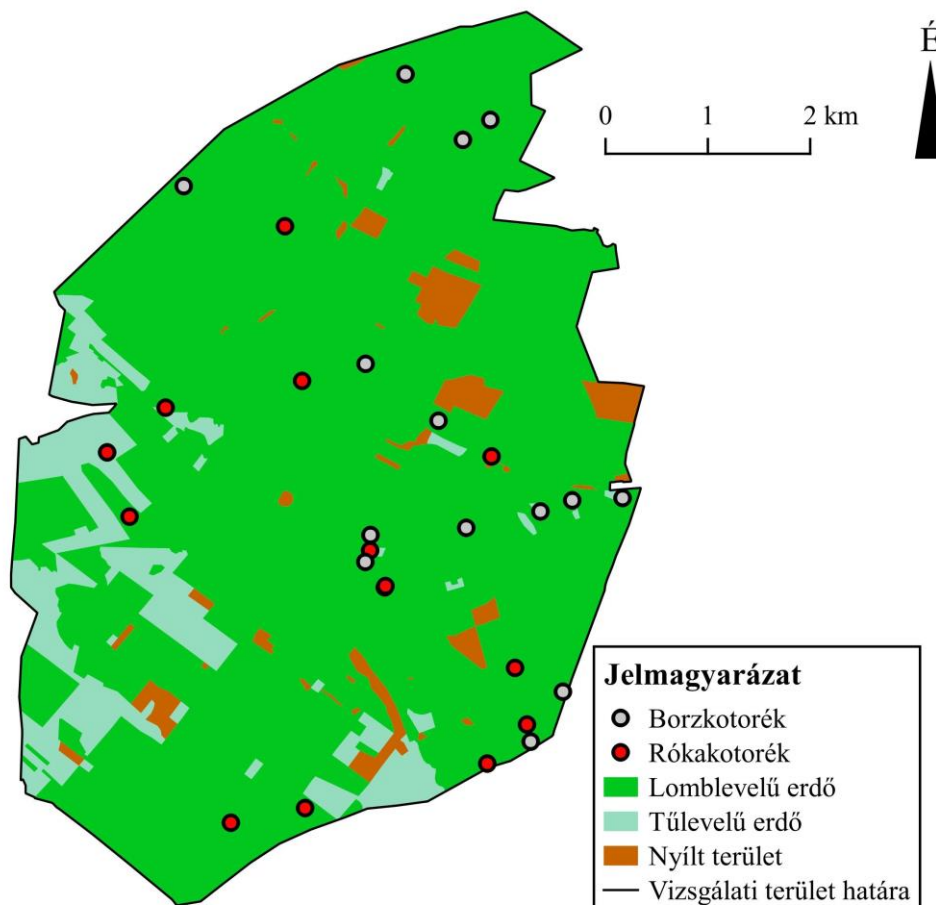 É
0 1 2 km
Jelmagyarázat
Borzkotorék
Rókakotorék
Lomblevelű erdő
Tűlevelű erdő
Nyílt terület
Vizsgálati terület határa